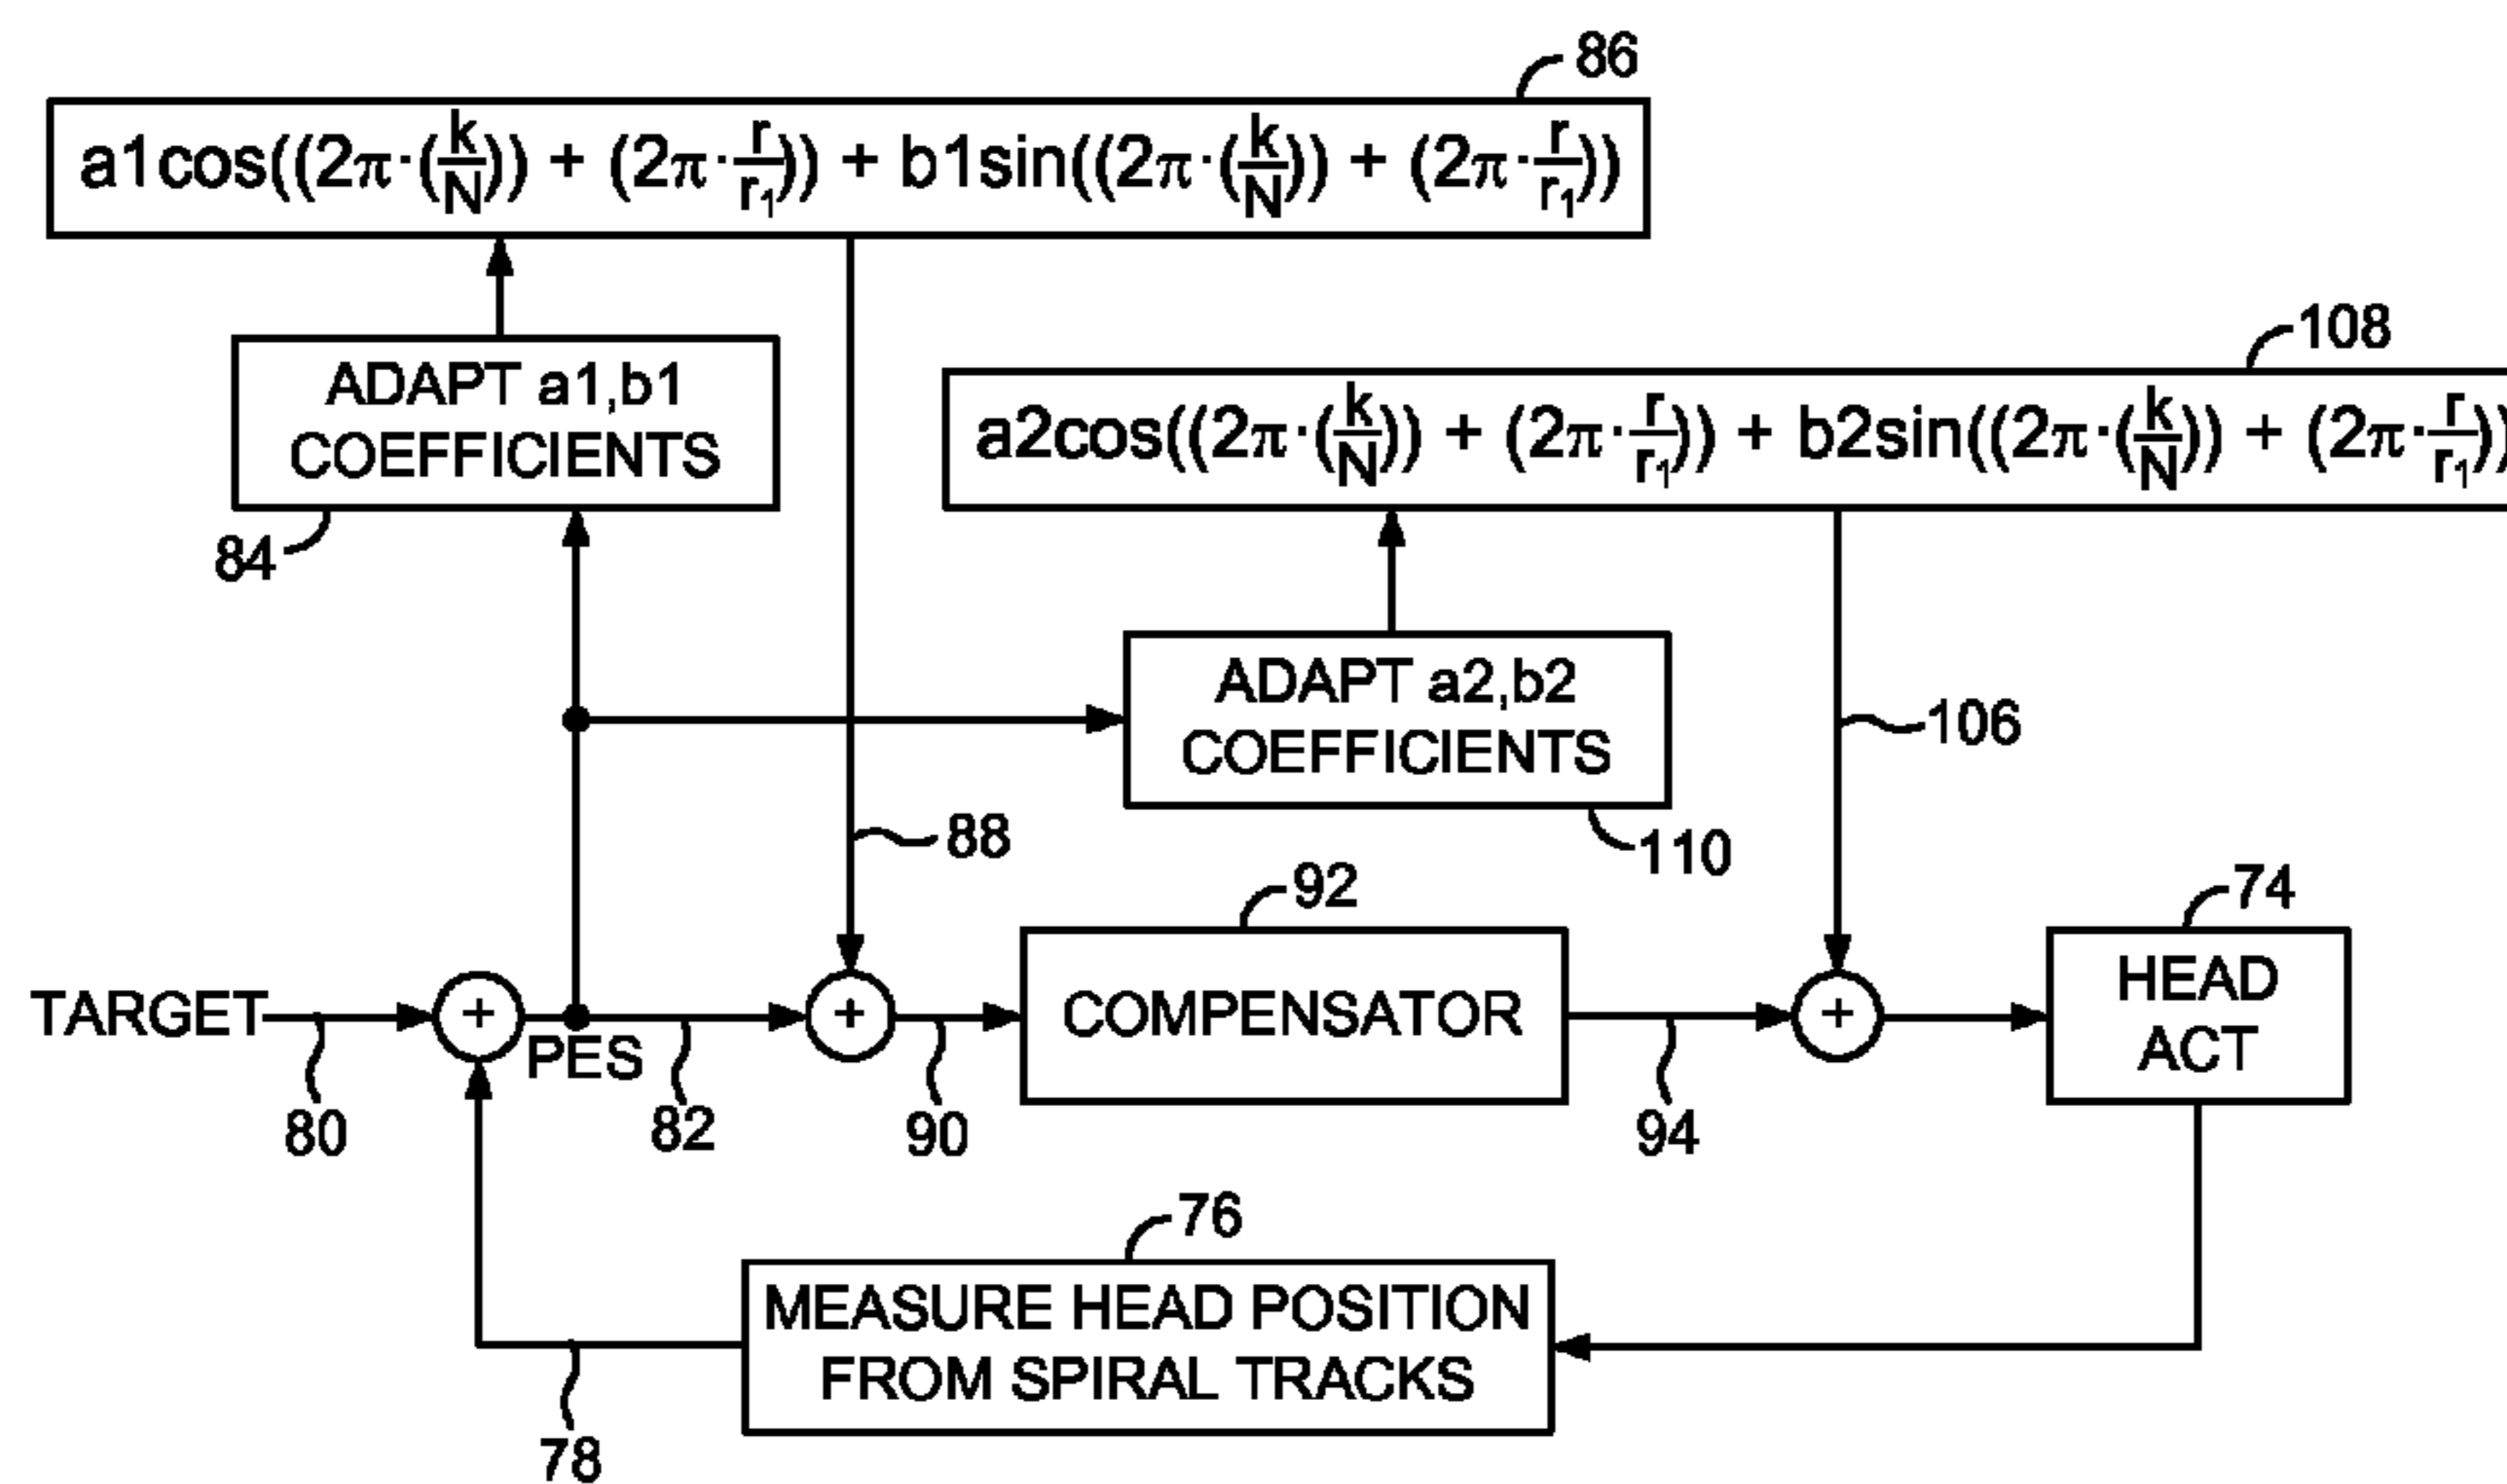 86
a1cos((2π·(k/N)) + (2π·r/r₁)) + b1sin((2π·(k/N)) + (2π·r/r₁))
108
ADAPT a1,b1
COEFFICIENTS
84
a2cos((2π·(k/N)) + (2π·r/r₁)) + b2sin((2π·(k/N)) + (2π·r/r₁))
ADAPT a2,b2
COEFFICIENTS
106
88
110
92
74
TARGET
+
PES
+
COMPENSATOR
+
HEAD
ACT
80
82
90
94
76
MEASURE HEAD POSITION
FROM SPIRAL TRACKS
78